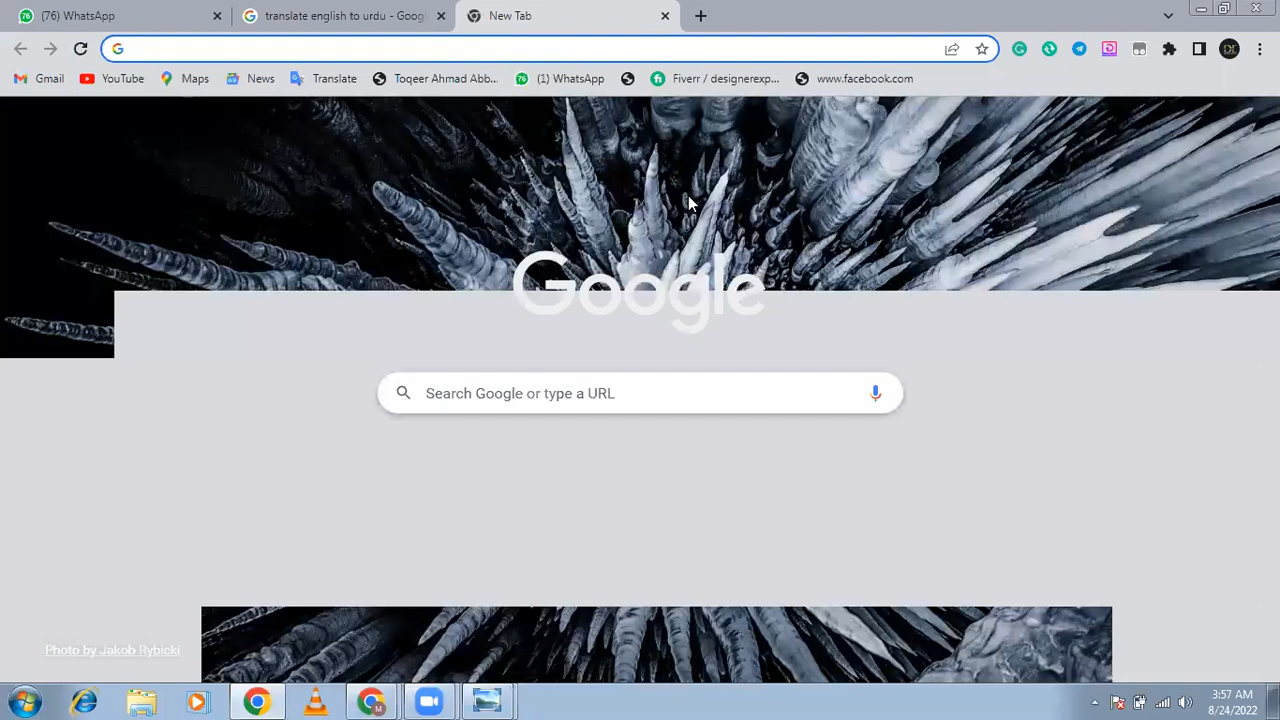 (76) WhatsApp
translate english to urdu - Goog
New Tab
Gmail
YouTube
Maps
News
Translate
Toqeer Ahmad Abb...
(1) WhatsApp
Fiverr / designerexp...
www.facebook.com
Google
Search Google or type a URL
Photo by Jakob Rybicki
3:57 AM
8/24/2022